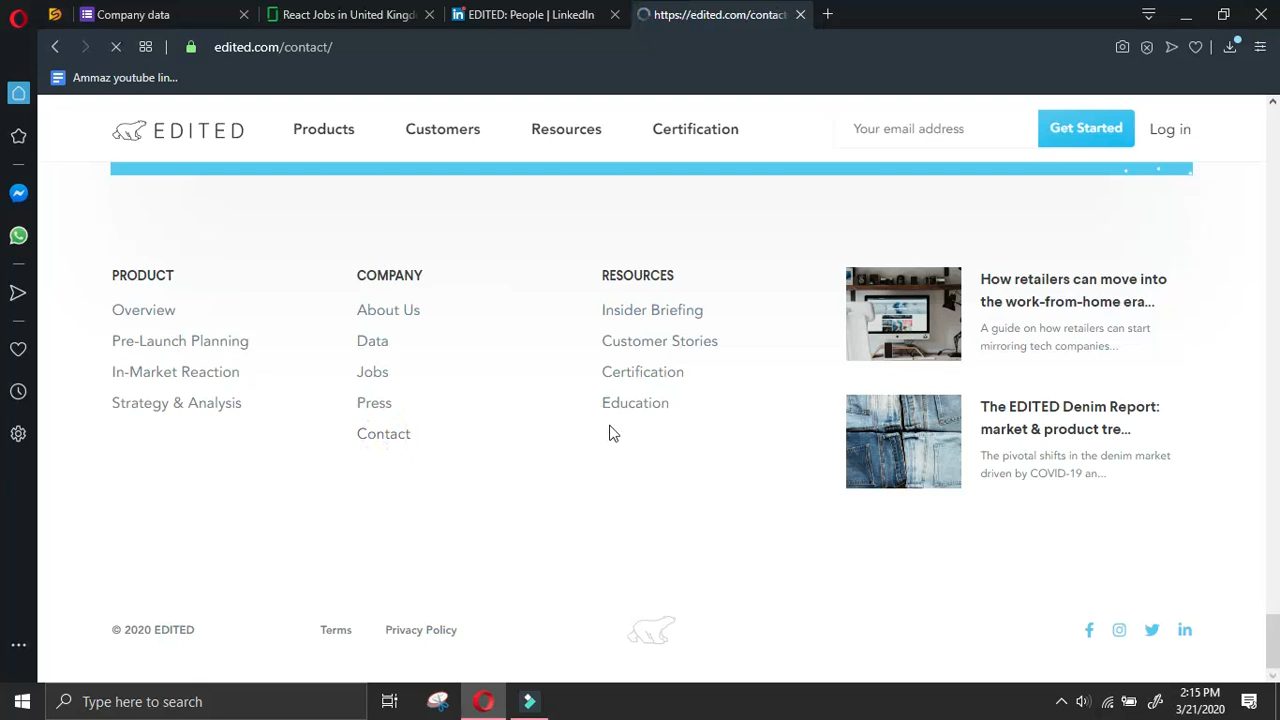 Company data
React Jobs in United Kingd
EDITED: People | LinkedIn
https://edited.com/contact
edited.com/contact/
Ammaz youtube lin...
EDITED
Products
Customers
Resources
Certification
Your email address
Get Started
Log in
PRODUCT
Overview
Pre-Launch Planning
In-Market Reaction
Strategy & Analysis
COMPANY
About Us
Data
Jobs
Press
Contact
RESOURCES
Insider Briefing
Customer Stories
Certification
Education
How retailers can move into
the work-from-home era...
A guide on how retailers can start
mirroring tech companies...
The EDITED Denim Report:
market & product tre...
The pivotal shifts in the denim market
driven by COVID-19 an...
© 2020 EDITED
Terms
Privacy Policy
Type here to search
2:15 PM
3/21/2020